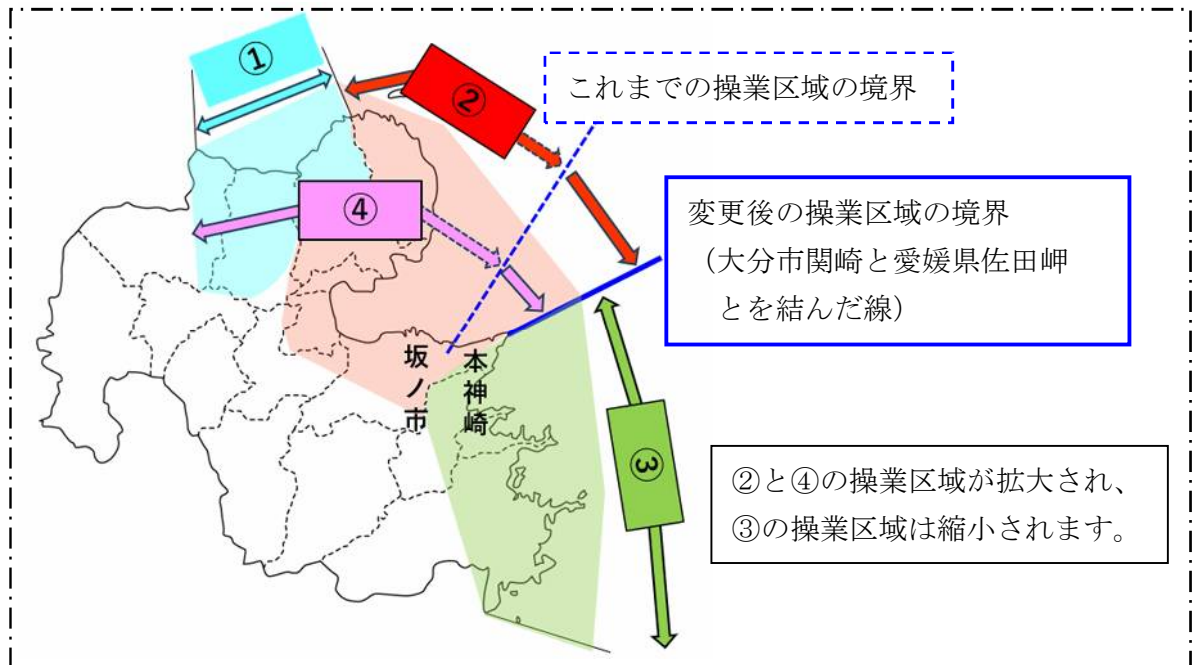 ①
②
これまでの操業区域の境界
④
変更後の操業区域の境界
（大分市関崎と愛媛県佐田岬
とを結んだ線）
坂ノ市
本神崎
③
②と④の操業区域が拡大され、
③の操業区域は縮小されます。